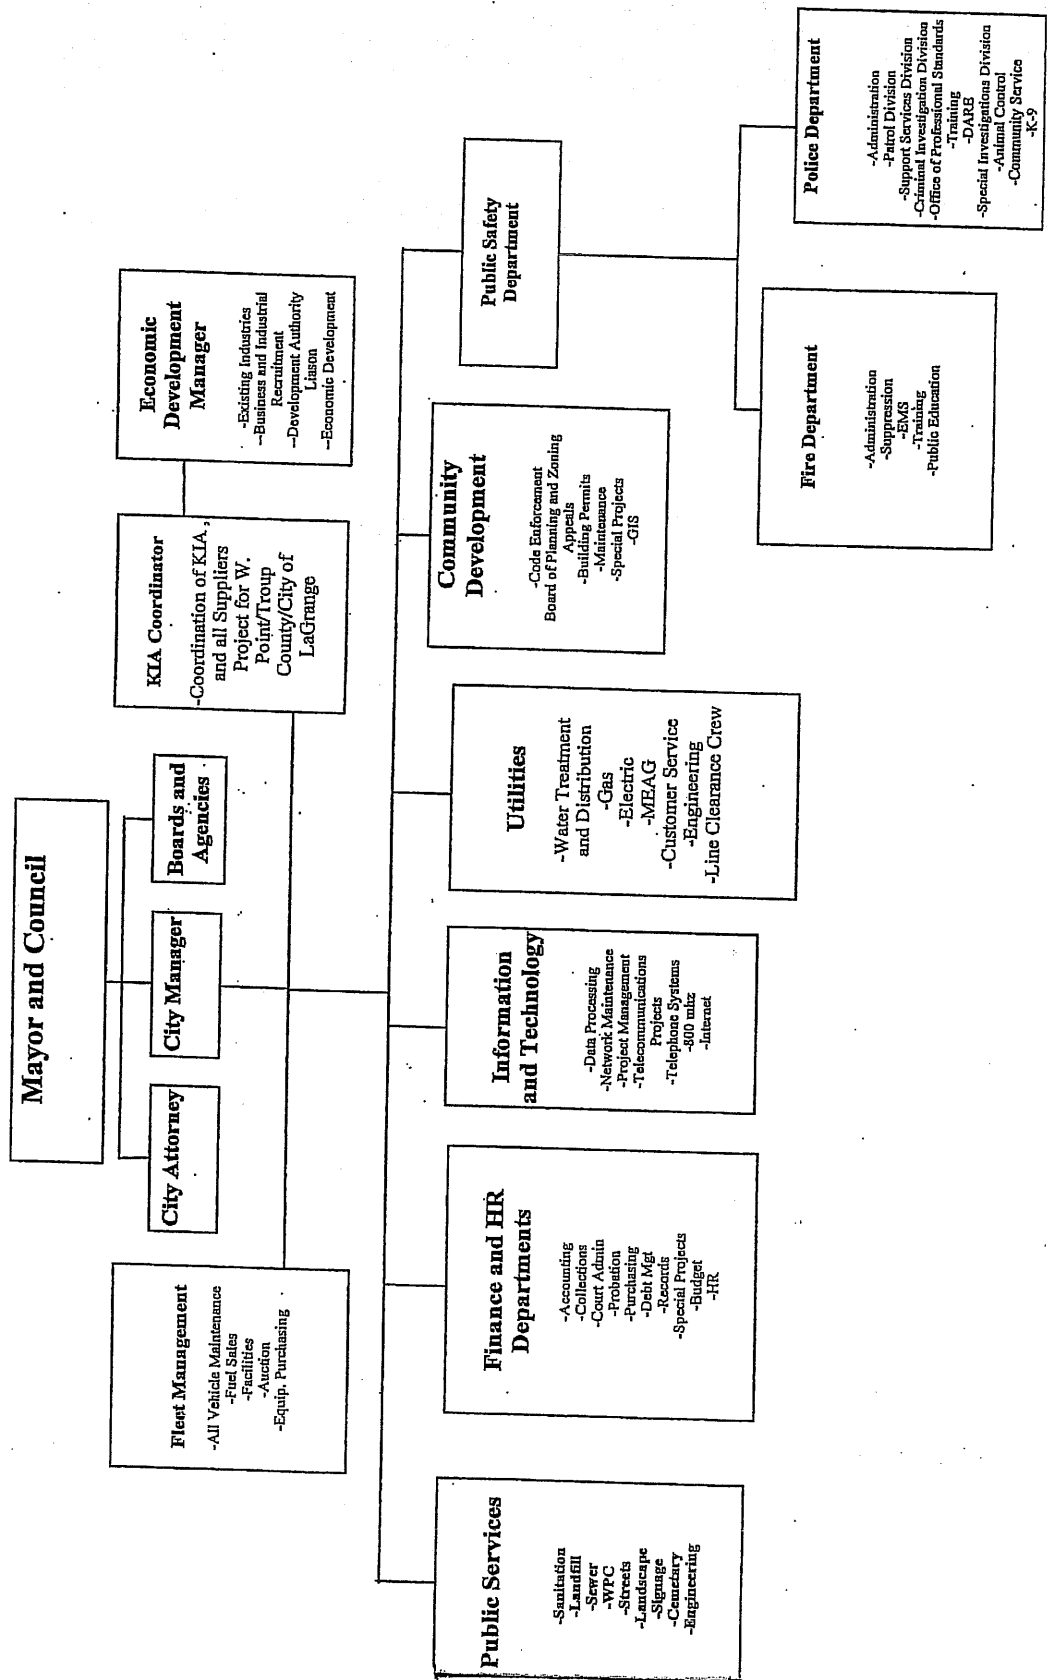 Mayor and Council
City Attorney
City Manager
Boards and
Agencies
Fleet Management
-All Vehicle Maintenance
-Fuel Sales
-Facilities
-Auction
-Equip. Purchasing
KIA Coordinator
-Coordination of KIA,
and all Suppliers
Project for W.
Point/Troup
County/City of
LaGrange
Economic
Development
Manager
-Existing Industries
--Business and Industrial
Recruitment
--Development Authority
Liason
--Economic Development
Public Services
-Sanitation
-Landfill
-Sewer
-WPC
-Streets
-Landscape
-Signage
-Cemetary
-Engineering
Finance and HR
Departments
-Accounting
-Collections
-Court Admin
-Probation
-Purchasing
-Debt Mgt
-Records
-Special Projects
-Budget
-HR
Information
and Technology
-Data Processing
-Network Maintenance
-Project Management
-Telecommunications
Projects
-Telephone Systems
-800 mhz
-Internet
Utilities
-Water Treatment
and Distribution
-Gas
-Electric
-MEAG
-Customer Service
-Engineering
-Line Clearance Crew
Community
Development
-Code Enforcement
Board of Planning and Zoning
Appeals
-Building Permits
-Maintenance
-Special Projects
-GIS
Public Safety
Department
Fire Department
-Administration
-Suppression
-EMS
-Training
-Public Education
Police Department
-Administration
-Patrol Division
-Support Services Division
-Criminal Investigation Division
-Office of Professional Standards
-Training
-DARE
-Special Investigations Division
-Animal Control
-Community Service
-K-9